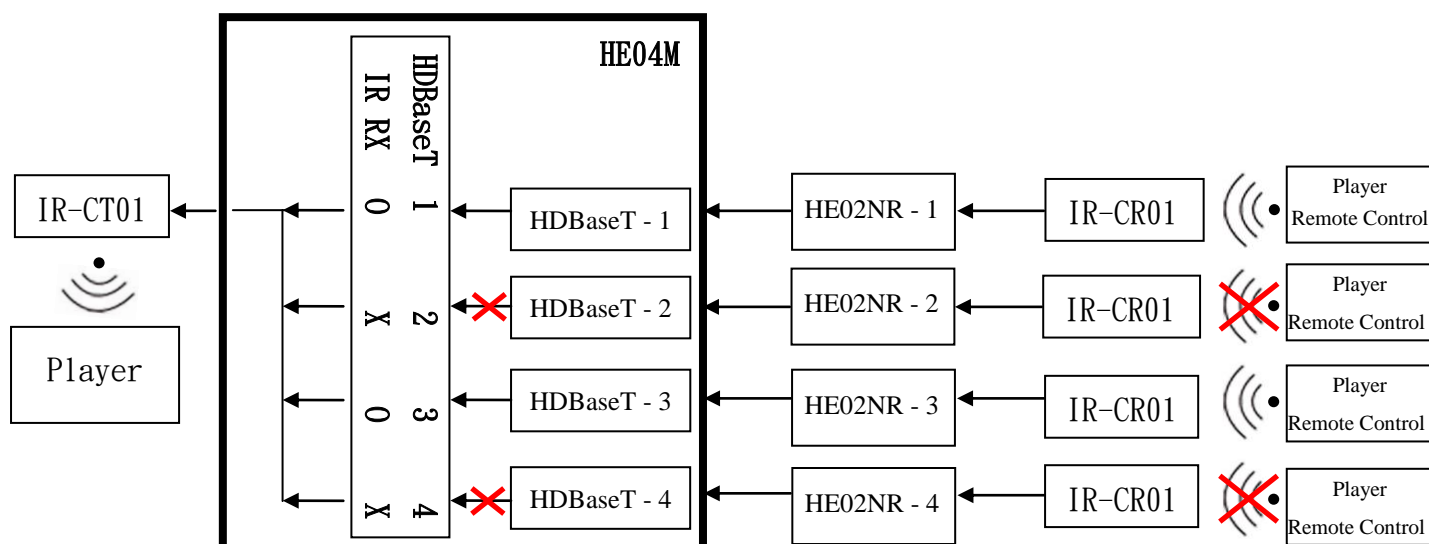 HE04M
HDBaseT 1 2 3 4
IR RX O X O X
IR-CT01
Player
HDBaseT - 1
HE02NR - 1
IR-CR01
Player
Remote Control
HDBaseT - 2
HE02NR - 2
IR-CR01
Player
Remote Control
HDBaseT - 3
HE02NR - 3
IR-CR01
Player
Remote Control
HDBaseT - 4
HE02NR - 4
IR-CR01
Player
Remote Control